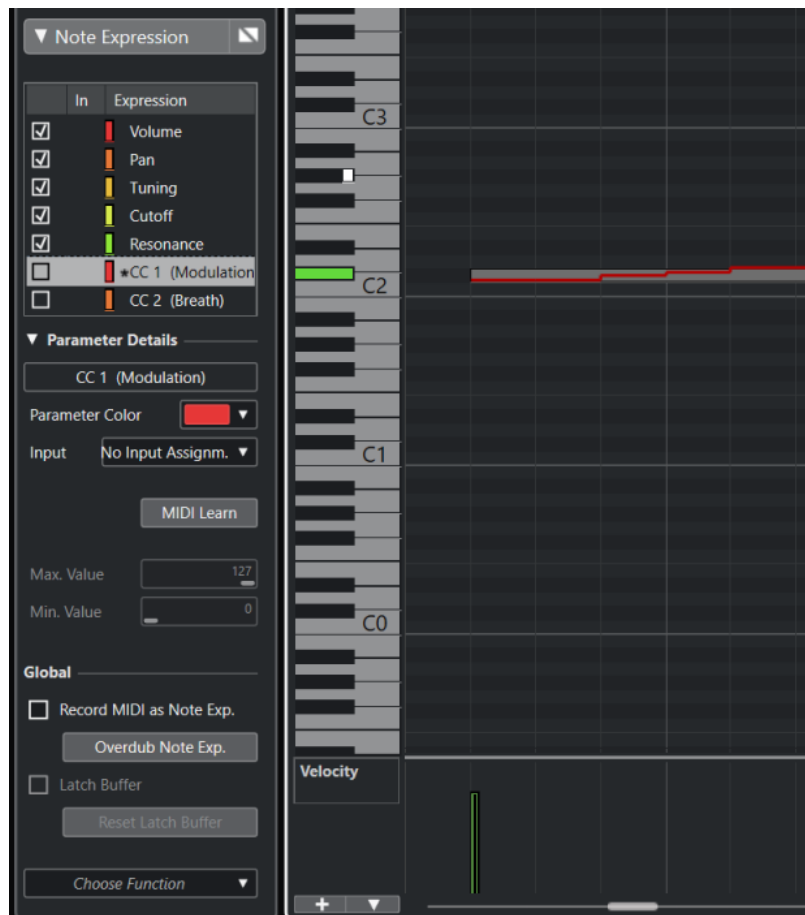 Note Expression
In Expression
Volume
Pan
Tuning
Cutoff
Resonance
★CC 1 (Modulation
CC 2 (Breath)
Parameter Details
CC 1 (Modulation)
Parameter Color
Input No Input Assignm.
MIDI Learn
Max. Value 127
Min. Value 0
Global
Record MIDI as Note Exp.
Overdub Note Exp.
Latch Buffer
Reset Latch Buffer
Choose Function
C3
C2
C1
C0
Velocity